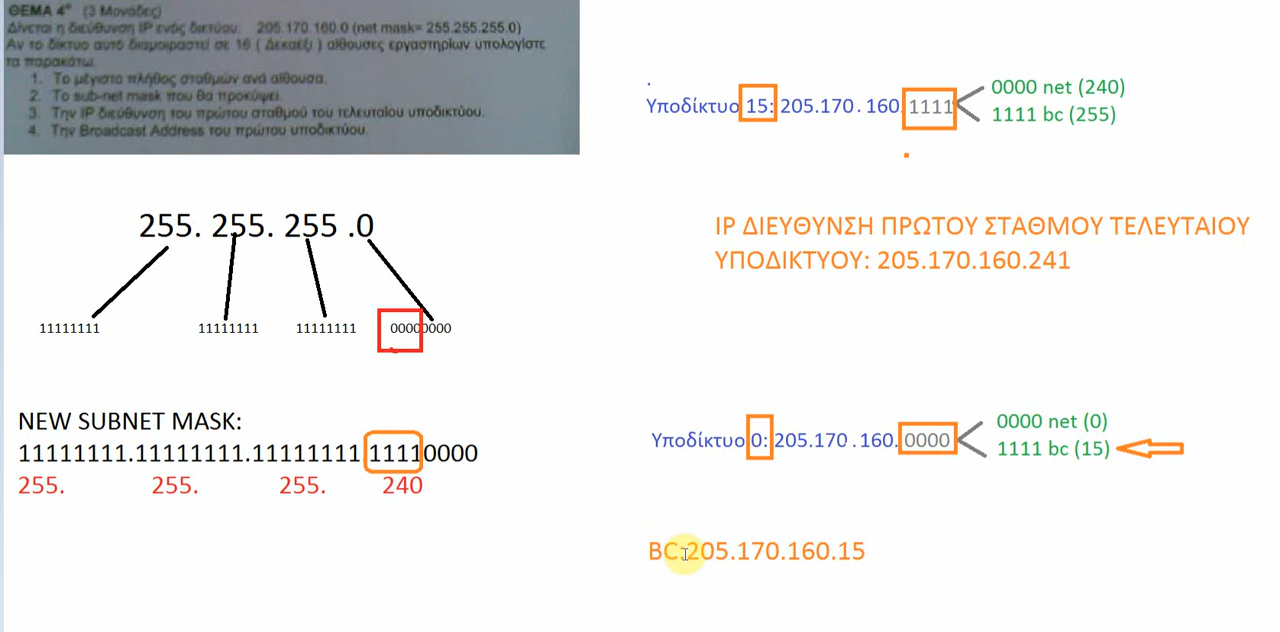 ΘΕΜΑ 4º (3 Μονάδες)
Δίνεται η διεύθυνση IP ενός δικτύου: 205.170.160.0 (net mask= 255.255.255.0)
Αν το δίκτυο αυτό διαμοιραστεί σε 16 ( Δεκαέξι ) αίθουσες εργαστηρίων υπολογίστε
τα παρακάτω.
1. Το μέγιστο πλήθος σταθμών ανά αίθουσα.
2. Το sub-net mask που θα προκύψει.
3. Την IP διεύθυνση του πρώτου σταθμού του τελευταίου υποδικτύου.
4. Την Broadcast Address του πρώτου υποδικτύου.
255. 255. 255 .0
11111111 11111111 11111111 00000000
NEW SUBNET MASK:
11111111.11111111.11111111 11110000
255. 255. 255. 240
0000 net (240)
Υποδίκτυο 15: 205.170 . 160. 1111
1111 bc (255)
IP ΔΙΕΥΘΥΝΣΗ ΠΡΩΤΟΥ ΣΤΑΘΜΟΥ ΤΕΛΕΥΤΑΙΟΥ
ΥΠΟΔΙΚΤΥΟΥ: 205.170.160.241
0000 net (0)
Υποδίκτυο 0: 205.170 .160. 0000
1111 bc (15)
BC:205.170.160.15